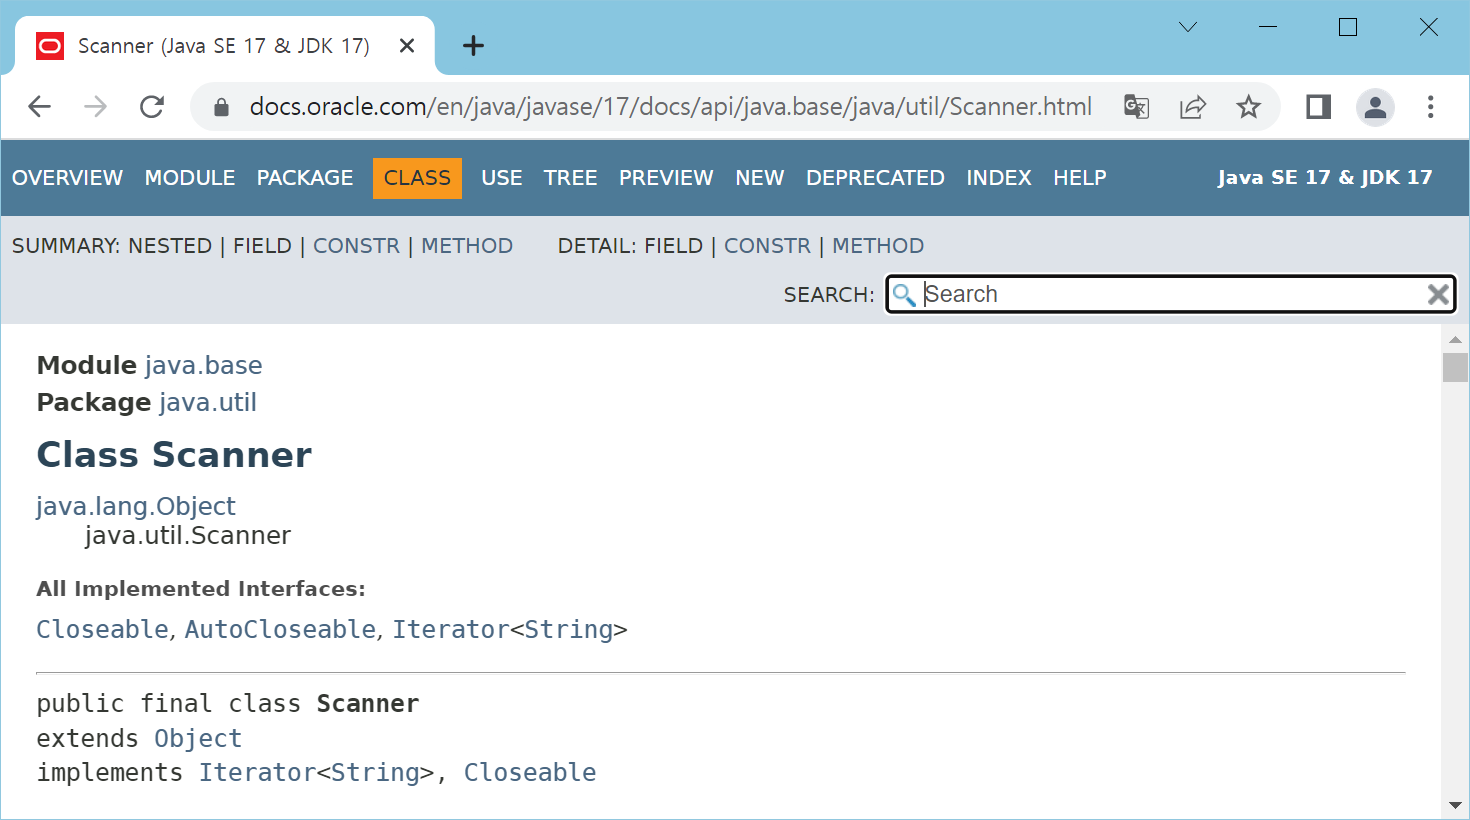 Scanner (Java SE 17 & JDK 17)
docs.oracle.com/en/java/javase/17/docs/api/java.base/java/util/Scanner.html
OVERVIEW MODULE PACKAGE CLASS USE TREE PREVIEW NEW DEPRECATED INDEX HELP Java SE 17 & JDK 17
SUMMARY: NESTED | FIELD | CONSTR | METHOD DETAIL: FIELD | CONSTR | METHOD
SEARCH: Search
Module java.base
Package java.util
Class Scanner
java.lang.Object
java.util.Scanner
All Implemented Interfaces:
Closeable, AutoCloseable, Iterator<String>
public final class Scanner
extends Object
implements Iterator<String>, Closeable